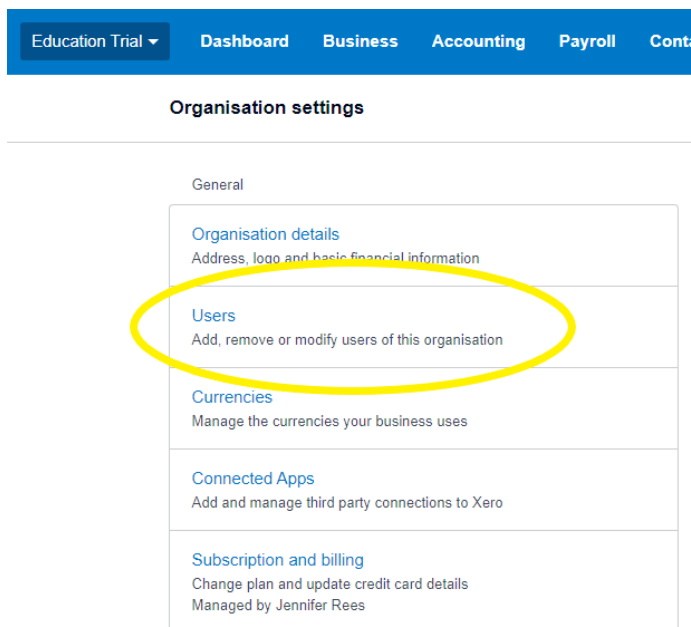 Education Trial Dashboard Business Accounting Payroll Conta
Organisation settings
General
Organisation details
Address, logo and basic financial information
Users
Add, remove or modify users of this organisation
Currencies
Manage the currencies your business uses
Connected Apps
Add and manage third party connections to Xero
Subscription and billing
Change plan and update credit card details
Managed by Jennifer Rees